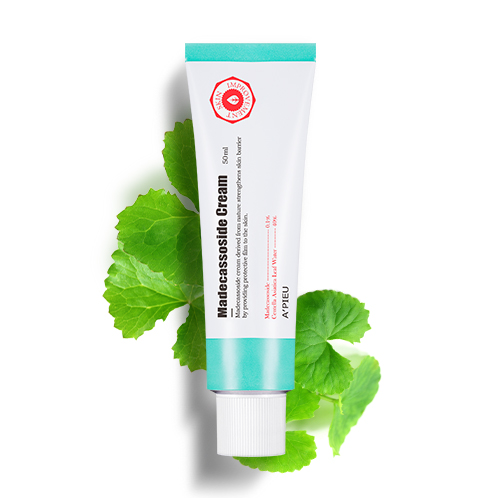 SKIN IMPROVEMENT
Madecassoside Cream
50ml
Madecassoside cream derived from nature strengthens skin barrier
by providing protective film to the skin.
Madecassoside
Centella Asiatica Leaf Water
A'PIEU